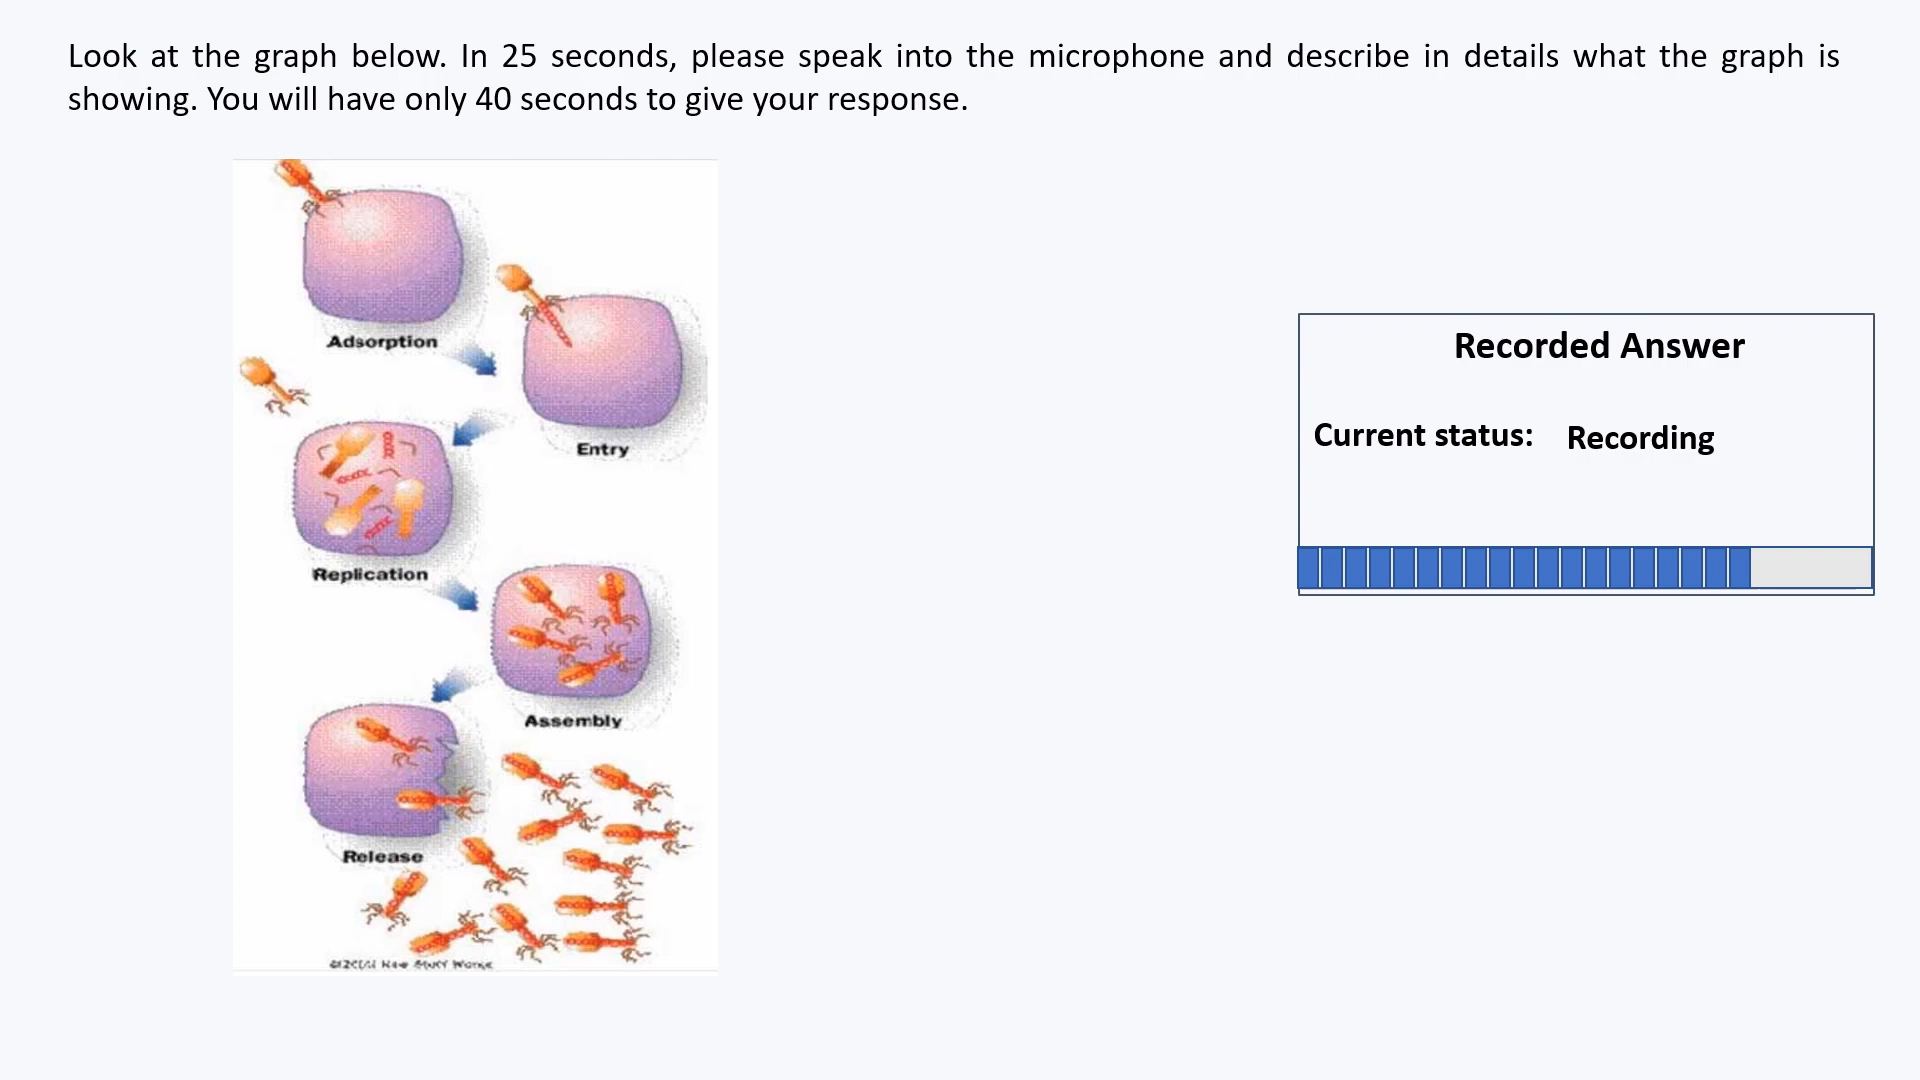 Look at the graph below. In 25 seconds, please speak into the microphone and describe in details what the graph is
showing. You will have only 40 seconds to give your response.
Adsorption
Entry
Replication
Assembly
Release
Recorded Answer
Current status: Recording